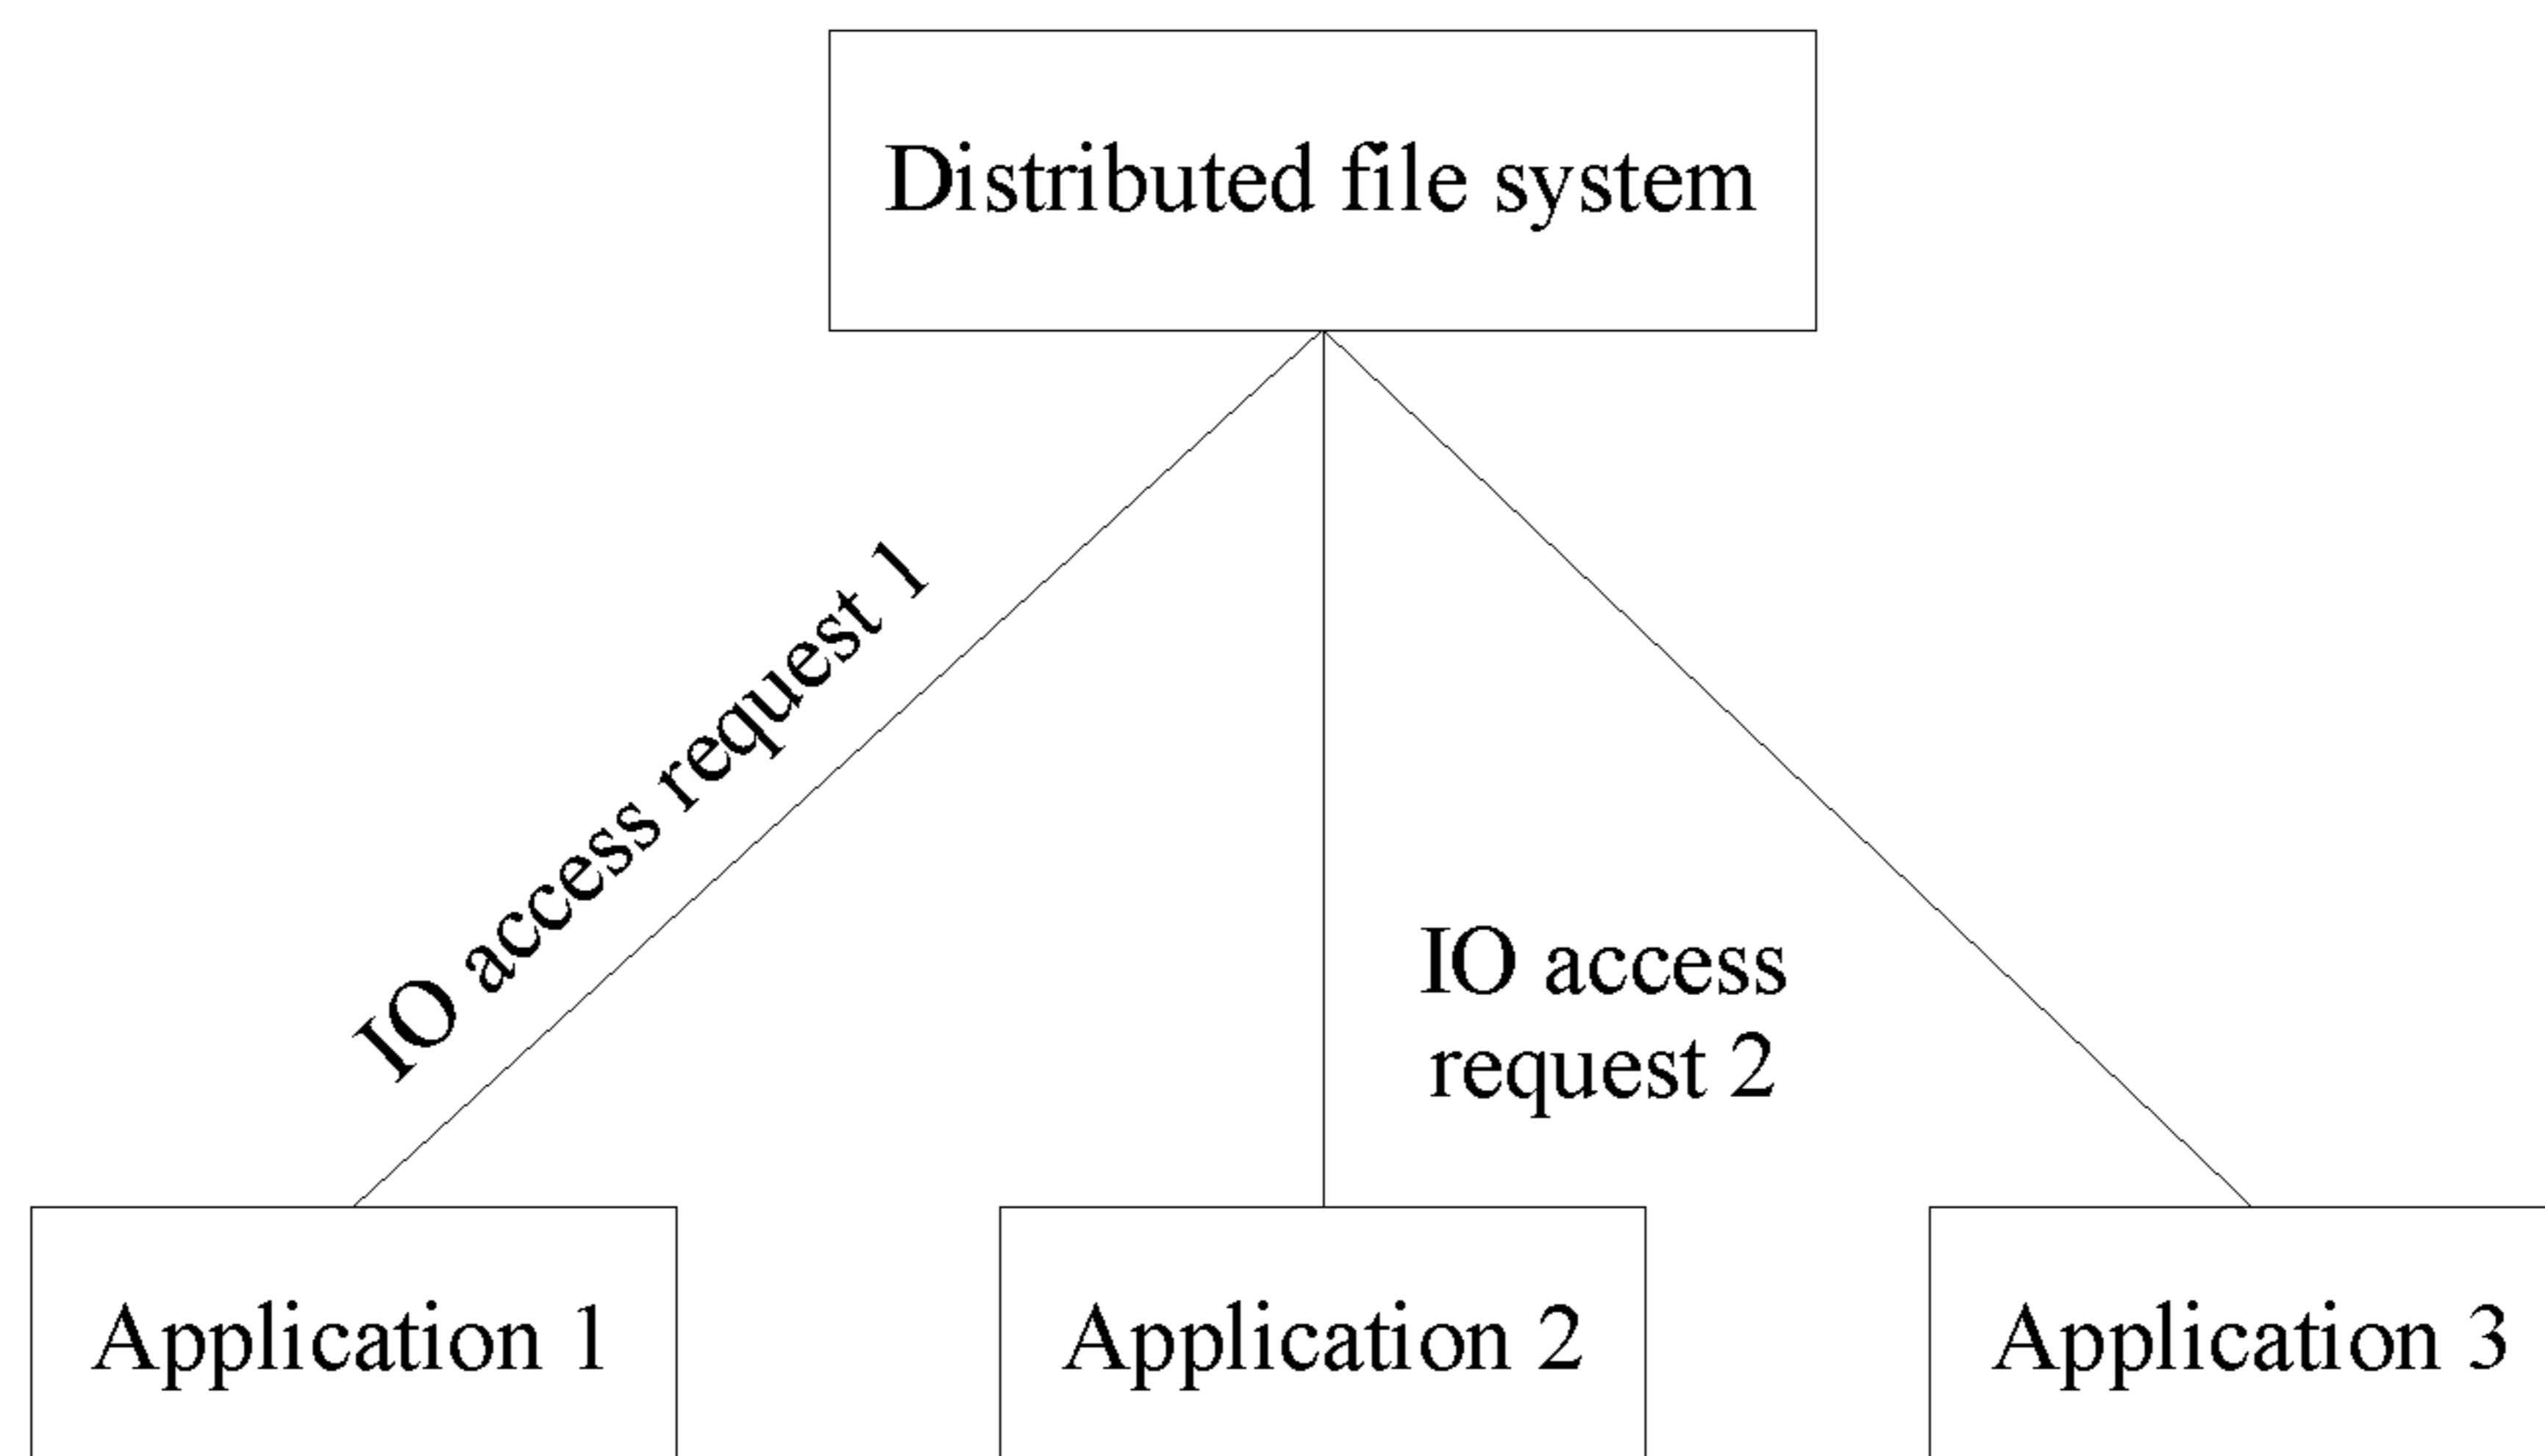 Distributed file system
IO access request 1
IO access
request 2
Application 1
Application 2
Application 3